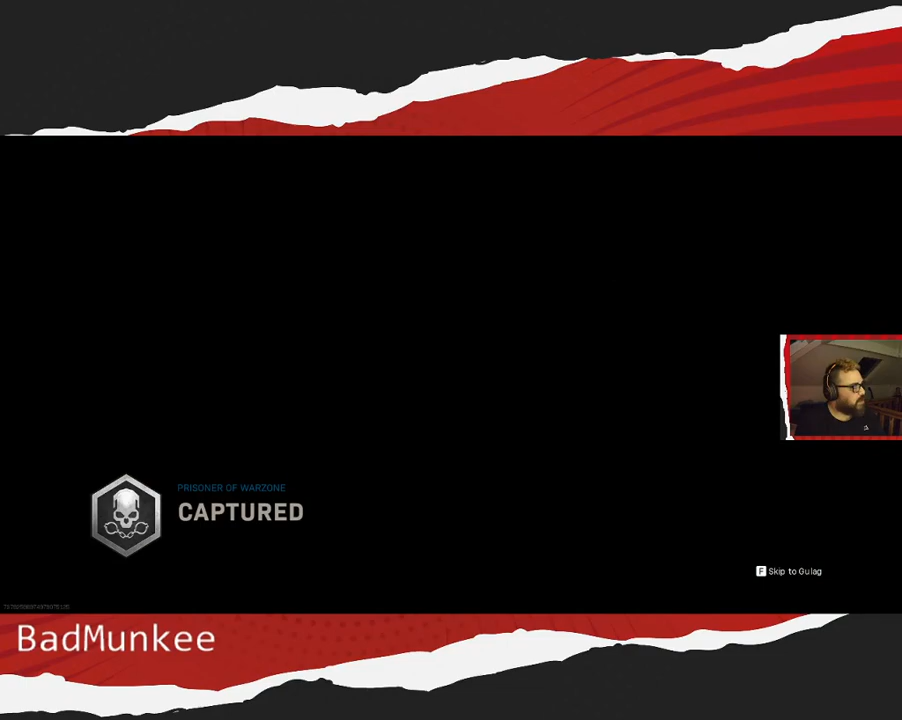 PRISONER OF WARZONE
CAPTURED
F Skip to Gulag
BadMunkee